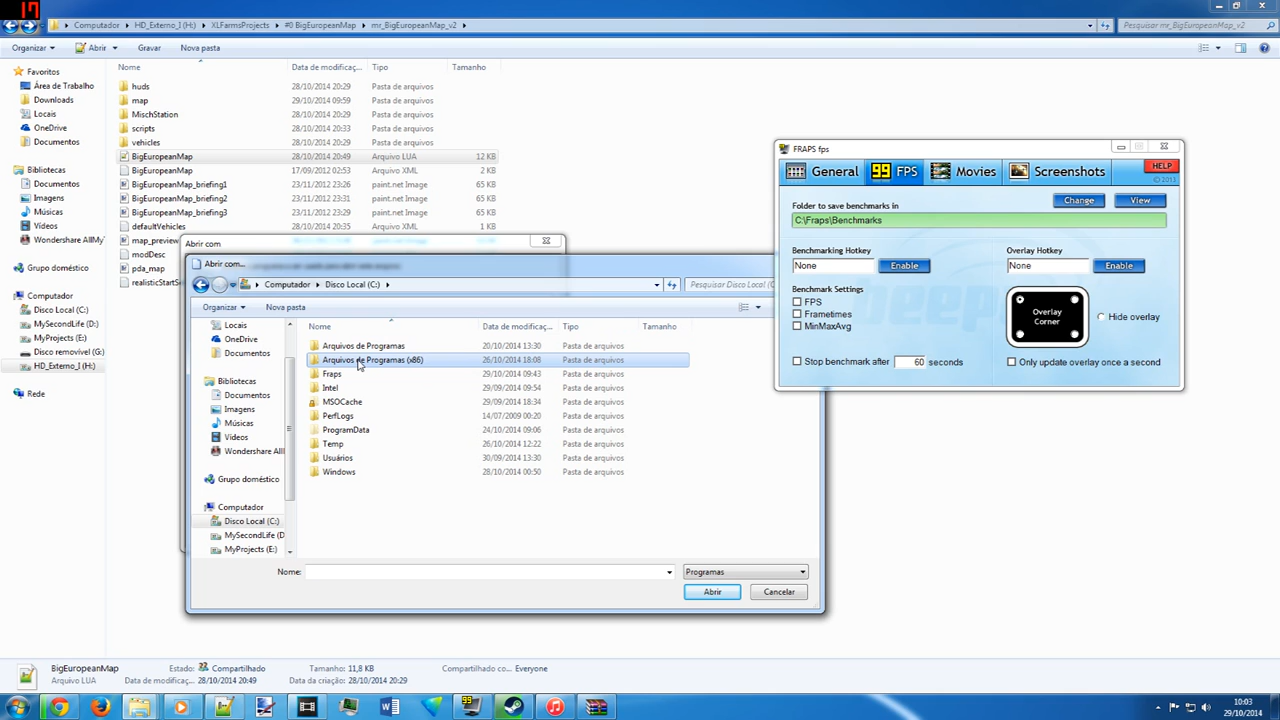 17
Computador HD_Externo_I (H:) XLFarmsProjects #0 BigEuropeanMap mr_BigEuropeanMap_v2
Pesquisar mr_BigEuropeanMap_v2
Organizar Abrir Gravar Nova pasta
Nome Data de modificaç... Tipo Tamanho
Favoritos
Área de Trabalho
Downloads
Locais
OneDrive
Documentos
Bibliotecas
Documentos
Imagens
Músicas
Vídeos
Wondershare AllMy
Grupo doméstico
Computador
Disco Local (C:)
MySecondLife (D:)
MyProjects (E:)
Disco removível (G:)
HD_Externo_I (H:)
Rede
huds 28/10/2014 20:29 Pasta de arquivos
map 29/10/2014 09:59 Pasta de arquivos
MischStation 28/10/2014 20:29 Pasta de arquivos
scripts 28/10/2014 20:33 Pasta de arquivos
vehicles 28/10/2014 20:29 Pasta de arquivos
BigEuropeanMap 28/10/2014 20:49 Arquivo LUA 12 KB
BigEuropeanMap 17/09/2012 02:53 Arquivo XML 2 KB
BigEuropeanMap_briefing1 23/11/2012 23:26 paint.net Image 65 KB
BigEuropeanMap_briefing2 23/11/2012 23:31 paint.net Image 65 KB
BigEuropeanMap_briefing3 23/11/2012 23:29 paint.net Image 65 KB
defaultVehicles 28/10/2014 20:35 Arquivo XML 1 KB
map_preview
modDesc
pda_map
realisticStartS
Abrir com
Abrir com...
Computador Disco Local (C:)
Pesquisar Disco Local (C:)
Organizar Nova pasta
Nome Data de modificaç... Tipo Tamanho
Locais
OneDrive
Documentos
Bibliotecas
Documentos
Imagens
Músicas
Vídeos
Wondershare All
Grupo doméstico
Computador
Disco Local (C:)
MySecondLife (D
MyProjects (E:)
Arquivos de Programas 20/10/2014 13:30 Pasta de arquivos
Arquivos de Programas (x86) 26/10/2014 18:08 Pasta de arquivos
Fraps 29/10/2014 09:43 Pasta de arquivos
Intel 29/09/2014 09:54 Pasta de arquivos
MSOCache 29/09/2014 18:34 Pasta de arquivos
PerfLogs 14/07/2009 00:20 Pasta de arquivos
ProgramData 24/10/2014 09:06 Pasta de arquivos
Temp 26/10/2014 12:22 Pasta de arquivos
Usuários 30/09/2014 13:30 Pasta de arquivos
Windows 28/10/2014 00:50 Pasta de arquivos
Nome: Programas
Abrir Cancelar
FRAPS fps
General 99 FPS Movies Screenshots HELP
© 2013
Folder to save benchmarks in Change View
C:\Fraps\Benchmarks
Benchmarking Hotkey
None Enable
Overlay Hotkey
None Enable
Benchmark Settings
FPS
Frametimes
MinMaxAvg
Overlay Corner
Hide overlay
Stop benchmark after 60 seconds
Only update overlay once a second
BigEuropeanMap Estado: Compartilhado Tamanho: 11,8 KB Compartilhado co... Everyone
Arquivo LUA Data de modificaç... 28/10/2014 20:49 Data da criação: 28/10/2014 20:29
99
W
10:03
29/10/2014